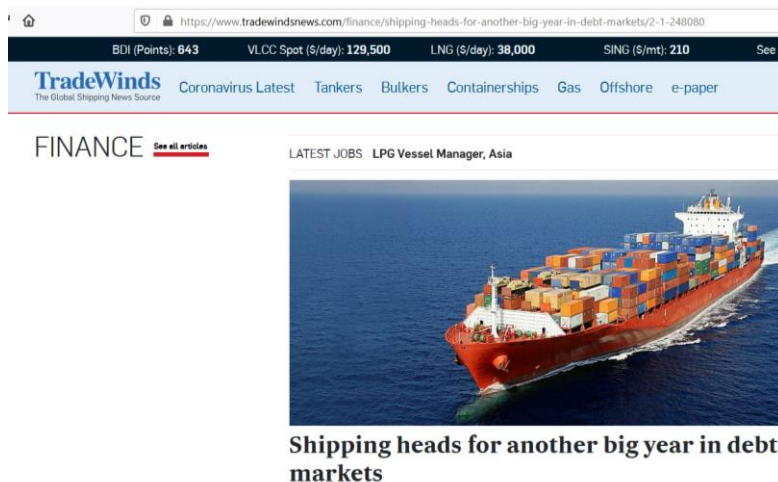 https://www.tradewindsnews.com/finance/shipping-heads-for-another-big-year-in-debt-markets/2-1-248080
BDI (Points): 643 VLCC Spot ($/day): 129,500 LNG ($/day): 38,000 SING ($/mt): 210 See
TradeWinds
The Global Shipping News Source
Coronavirus Latest Tankers Bulkers Containerships Gas Offshore e-paper
FINANCE See all articles
LATEST JOBS LPG Vessel Manager, Asia
Shipping heads for another big year in debt
markets